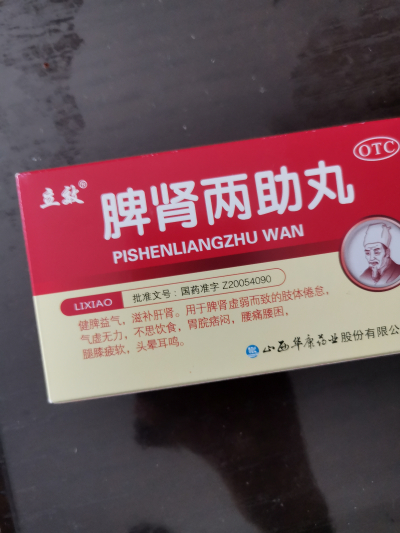 OTC
立效®
脾肾两助丸
PISHENLIANGZHU WAN
LIXIAO
批准文号：国药准字 Z20054090
健脾益气，滋补肝肾。用于脾肾虚弱而致的肢体倦怠，
气虚无力，不思饮食，胃脘痞闷，腰痛腰困，
腿膝疲软，头晕耳鸣。
山西华康药业股份有限公